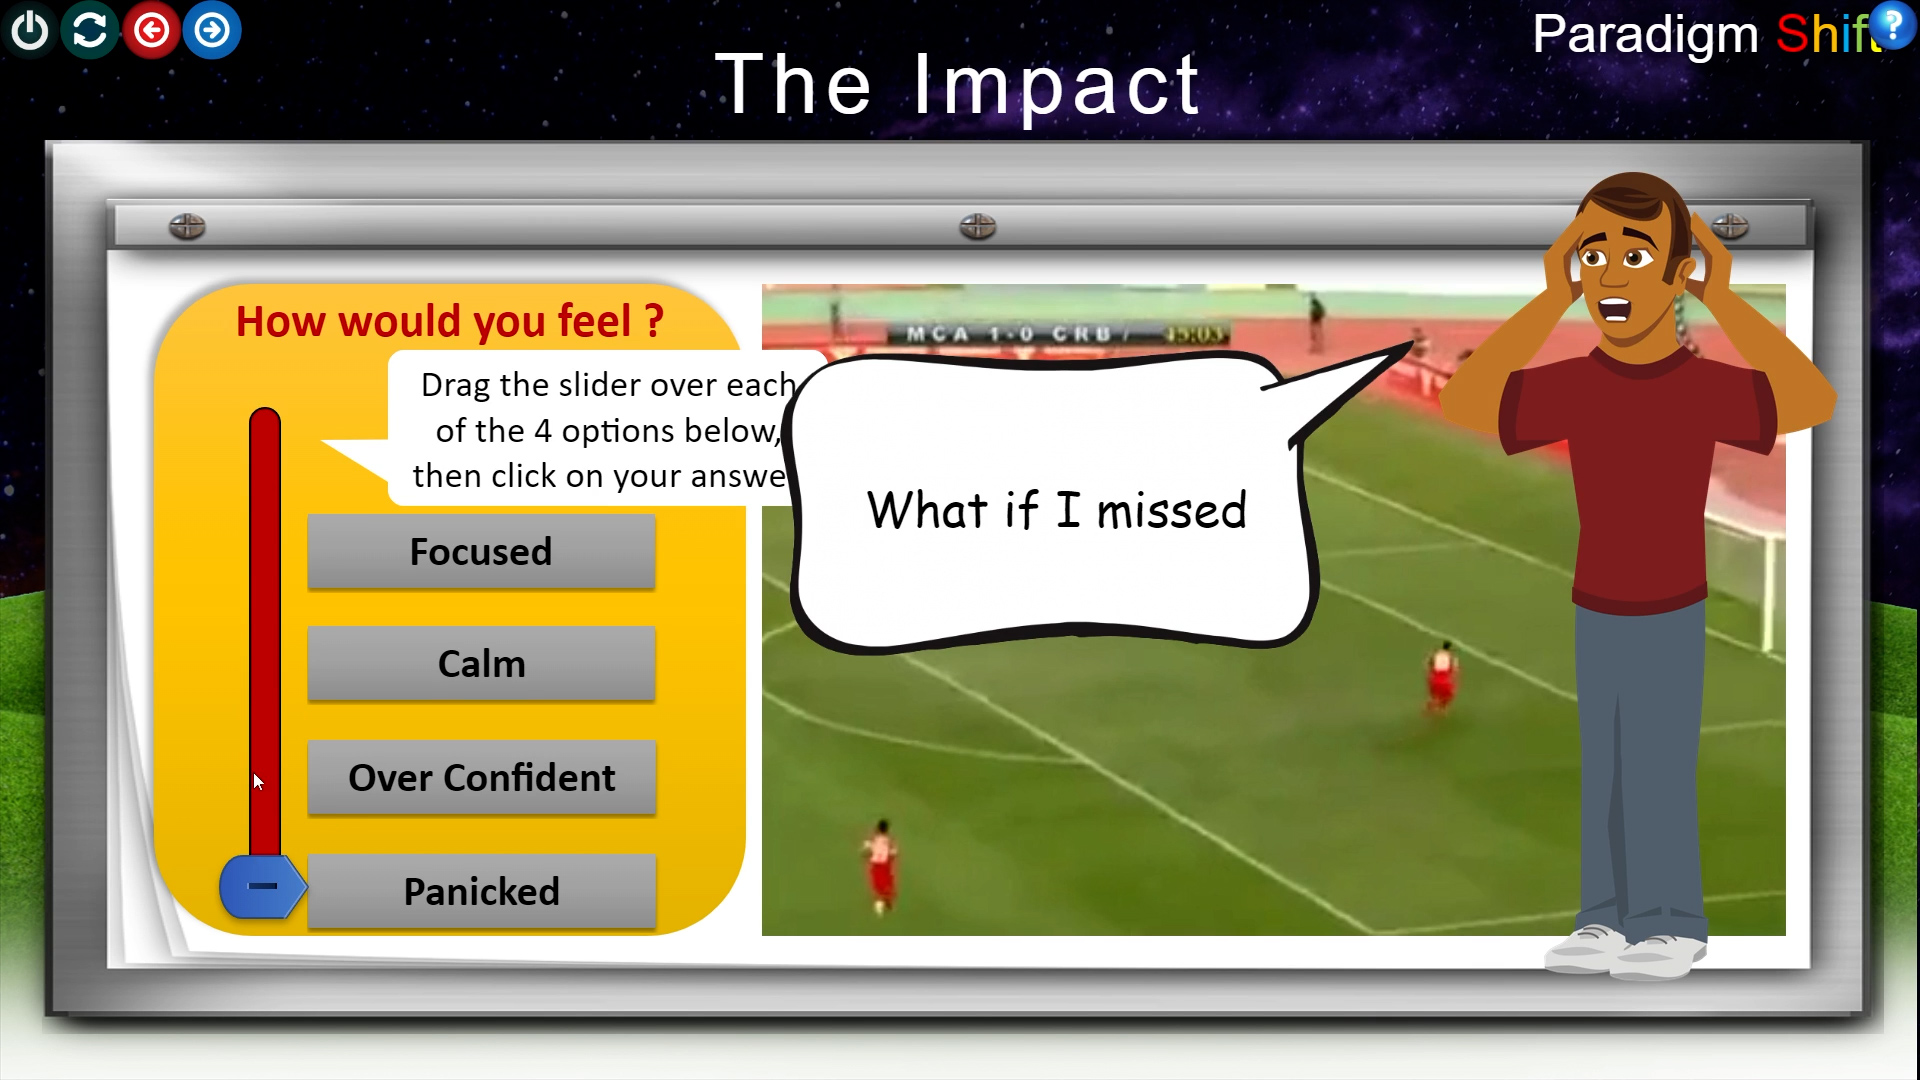 Paradigm Shift
The Impact
How would you feel ?
Drag the slider over each
of the 4 options below,
then click on your answe
MCA 1-0 CRB / 45:03
What if I missed
Focused
Calm
Over Confident
Panicked